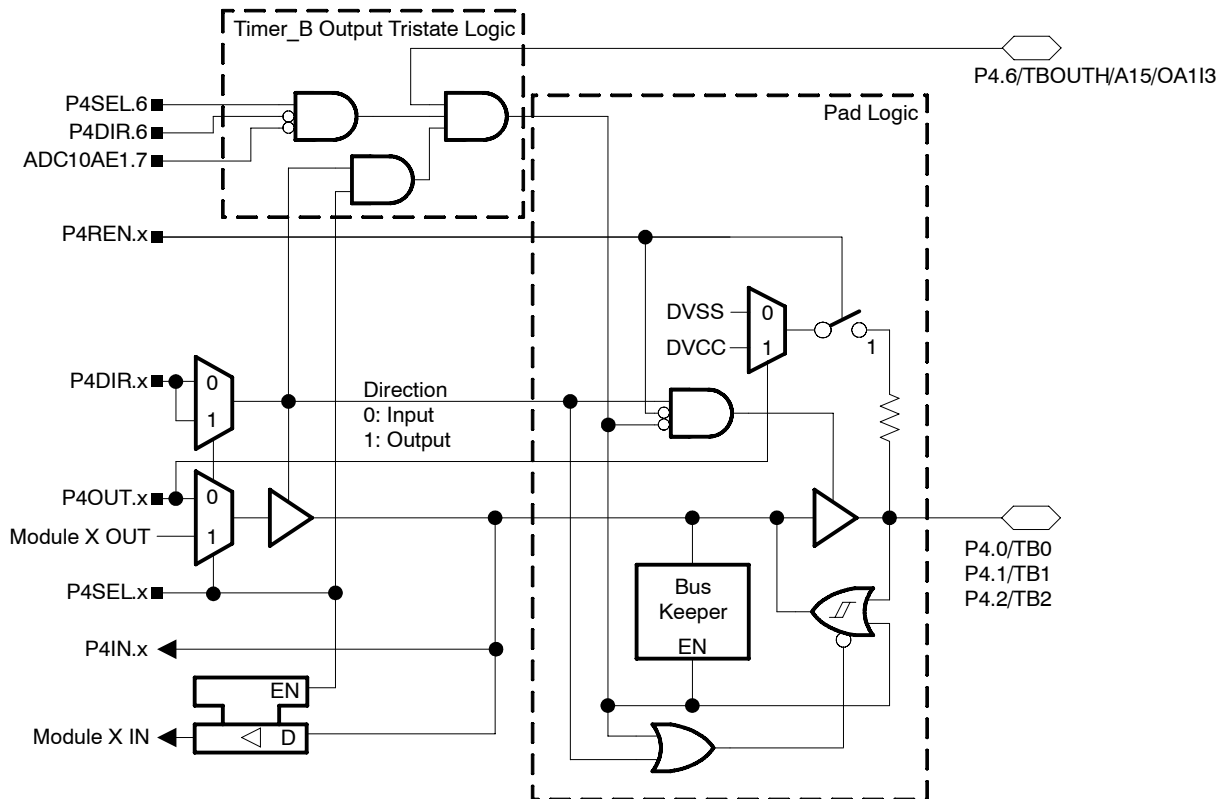 Timer_B Output Tristate Logic
P4.6/TBOUTH/A15/OA1I3
P4SEL.6
P4DIR.6
ADC10AE1.7
Pad Logic
P4REN.x
DVSS
0
DVCC
1
1
P4DIR.x
0
1
Direction
0: Input
1: Output
P4OUT.x
0
Module X OUT
1
P4.0/TB0
P4.1/TB1
P4.2/TB2
P4SEL.x
Bus
Keeper
EN
P4IN.x
EN
Module X IN
D